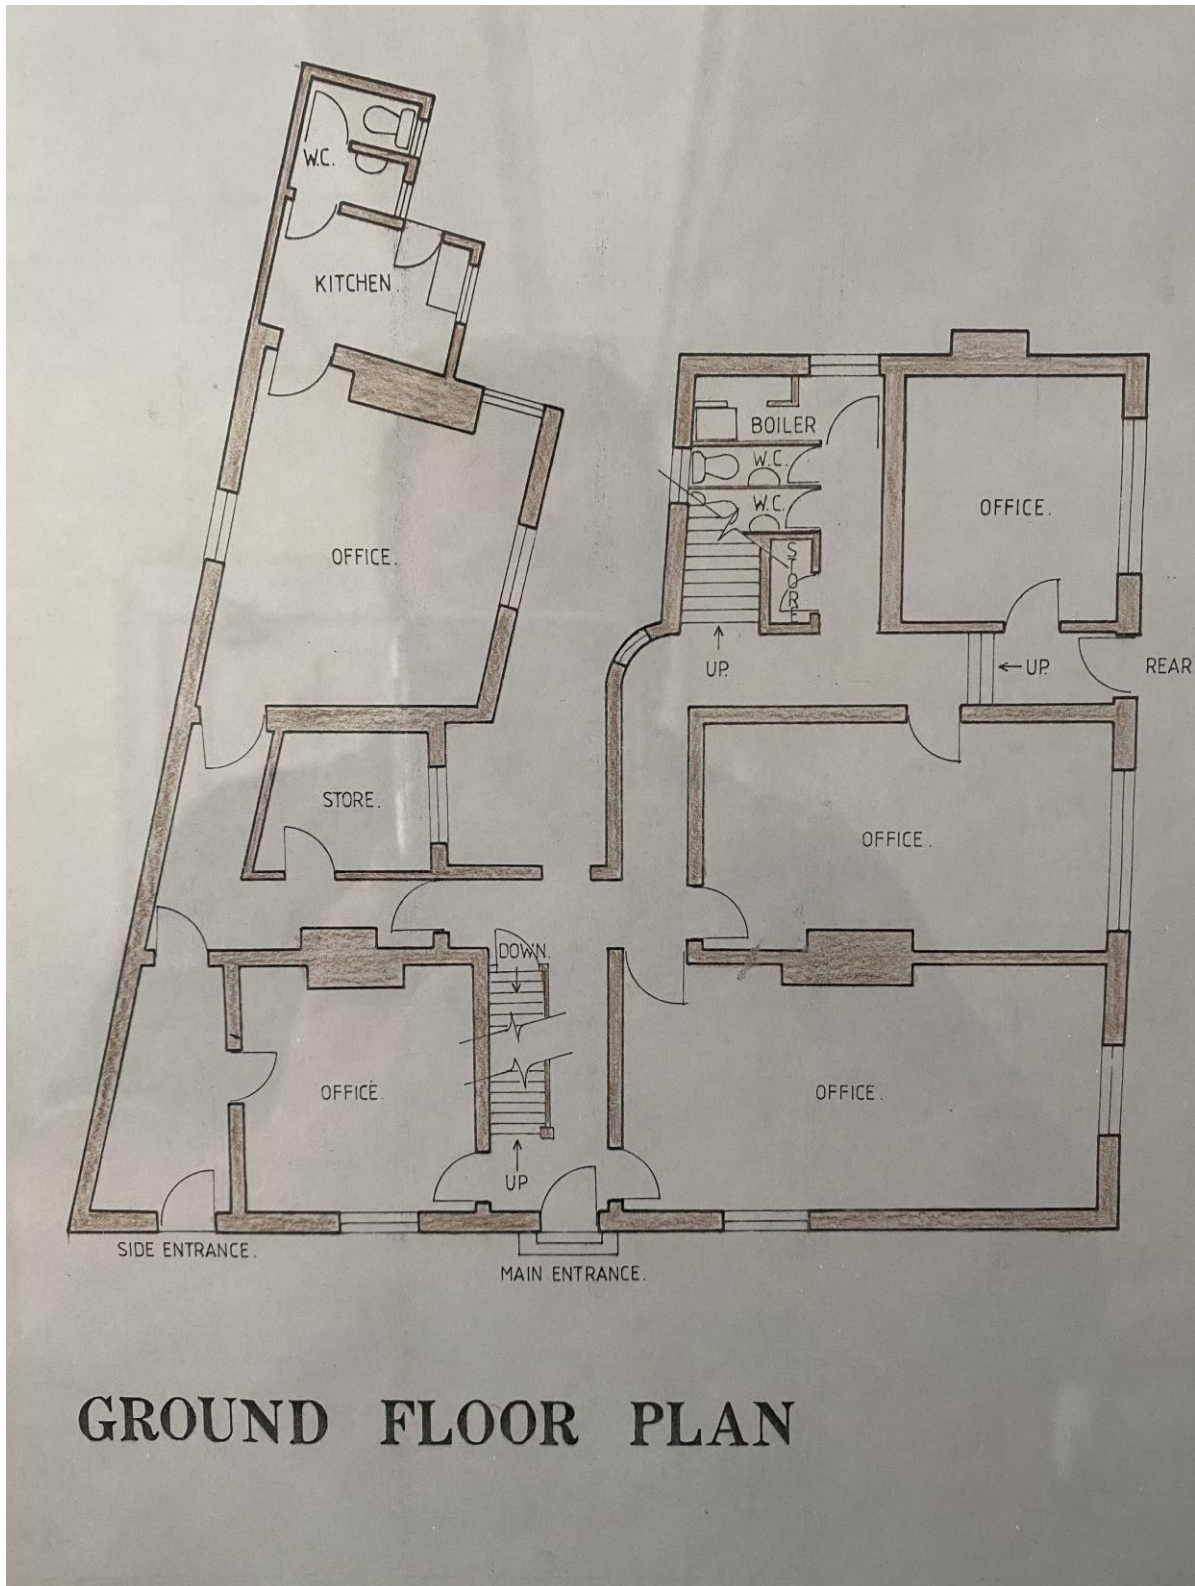 W.C.
KITCHEN.
BOILER
W.C.
W.C.
STORE
OFFICE.
OFFICE.
UP.
UP.
REAR
STORE.
OFFICE.
DOWN.
OFFICE.
OFFICE.
UP
SIDE ENTRANCE.
MAIN ENTRANCE.
GROUND FLOOR PLAN